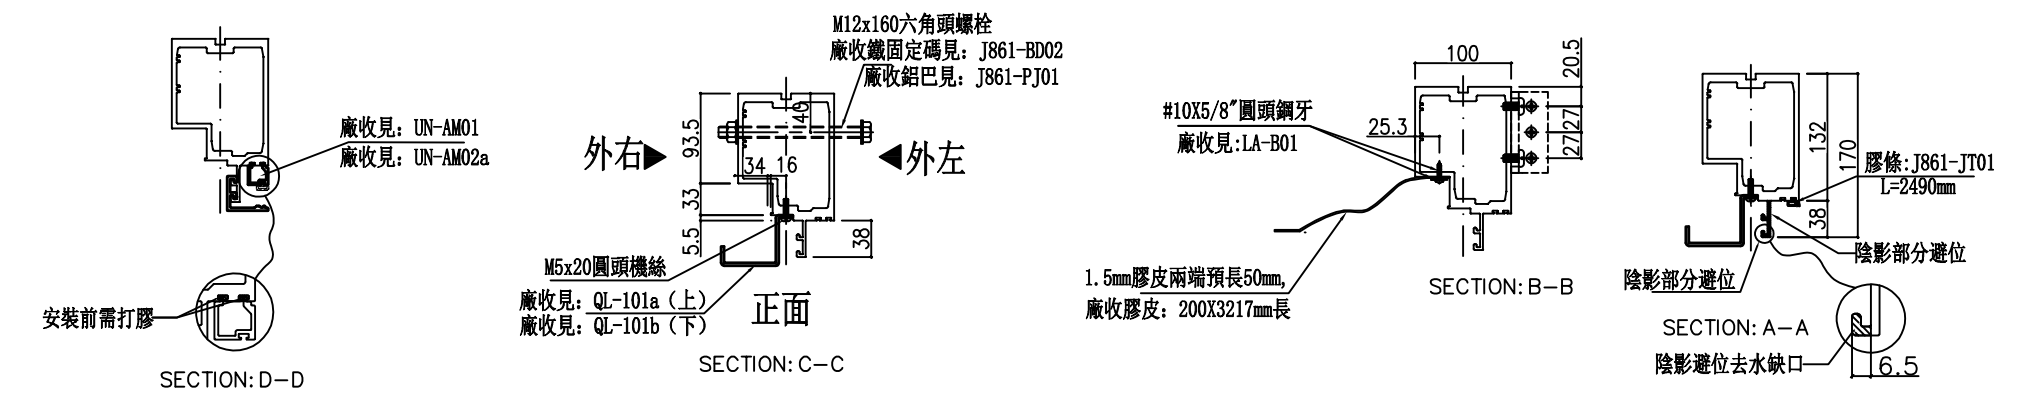 廠收見: UN-AM01
廠收見: UN-AM02a
安裝前需打膠
SECTION: D-D
M12x160六角頭螺栓
廠收鐵固定碼見: J861-BD02
廠收鋁巴見: J861-PJ01
40
93.5
外右
外左
34
16
33
5.5
38
M5x20圓頭機絲
廠收見: QL-101a（上）
廠收見: QL-101b（下）
正面
SECTION: C-C
100
20.5
#10X5/8"圓頭鋼牙
25.3
廠收見:LA-B01
27
27
1.5mm膠皮兩端預長50mm,
廠收膠皮: 200X3217mm長
SECTION: B-B
132
170
膠條:J861-JT01
L=2490mm
38
陰影部分避位
陰影部分避位
SECTION: A-A
陰影避位去水缺口
6.5